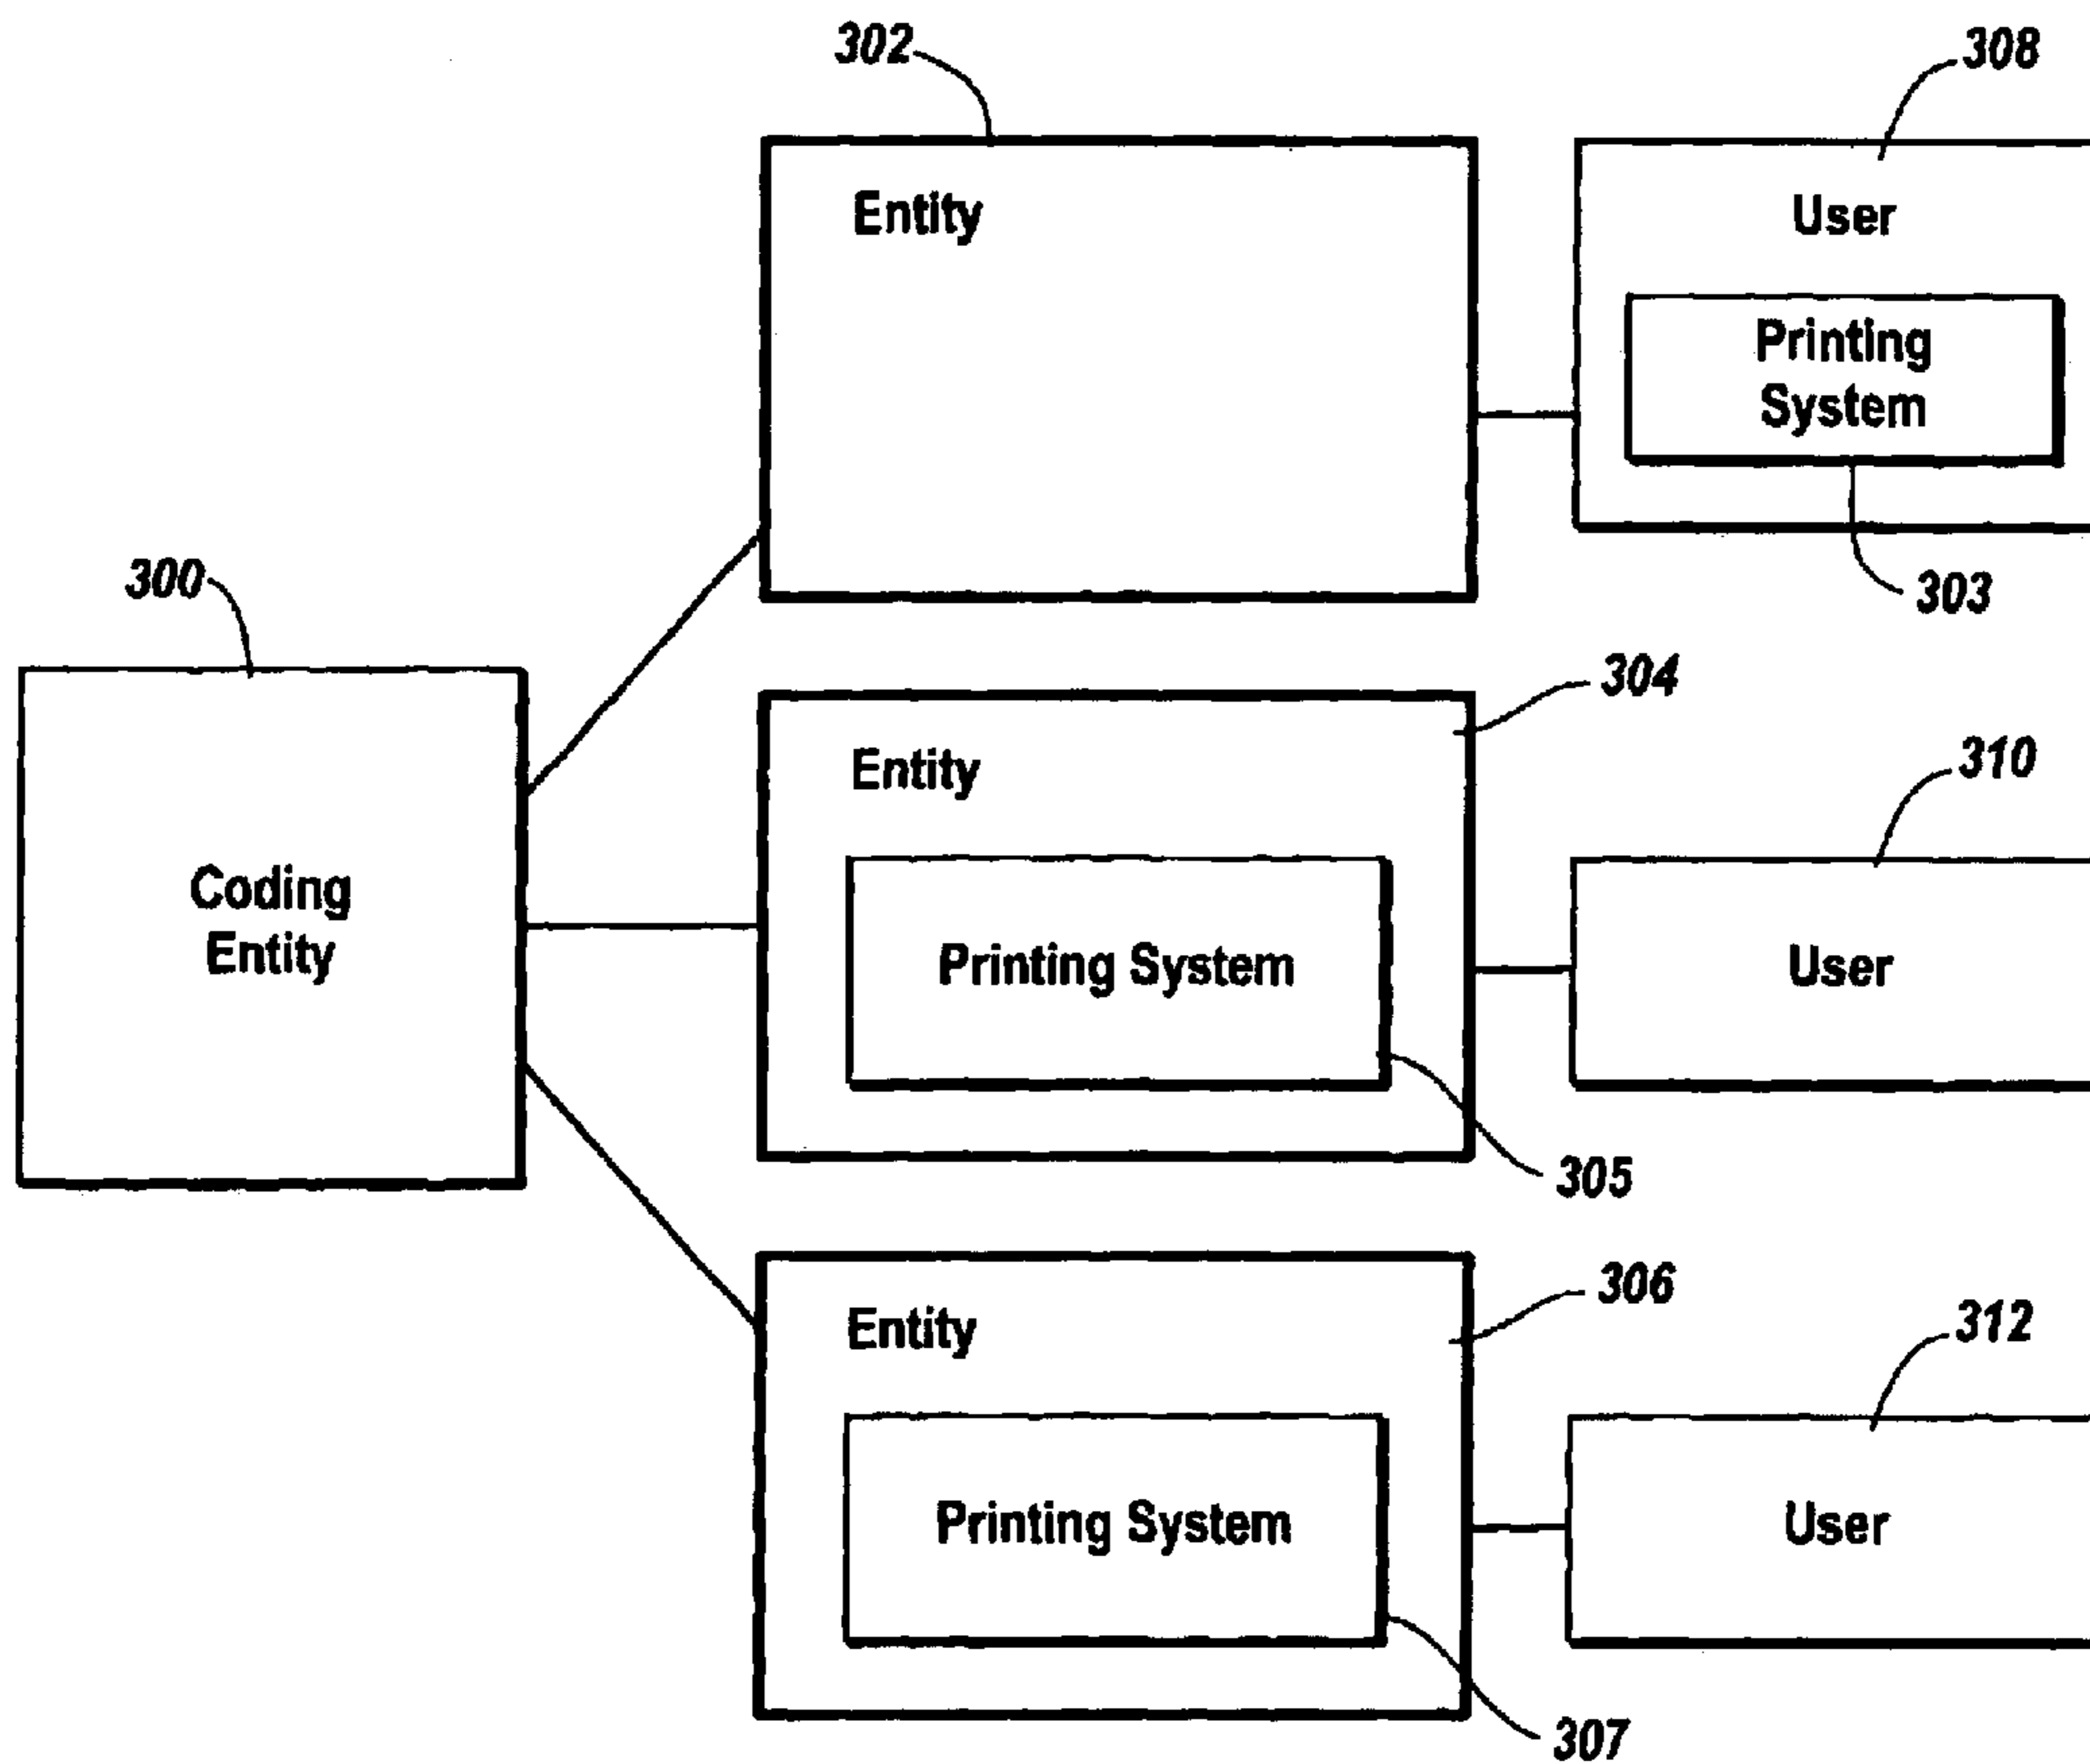 302
308
Entity
User
Printing
System
303
300
Coding
Entity
304
Entity
310
Printing System
User
305
306
Entity
312
Printing System
User
307